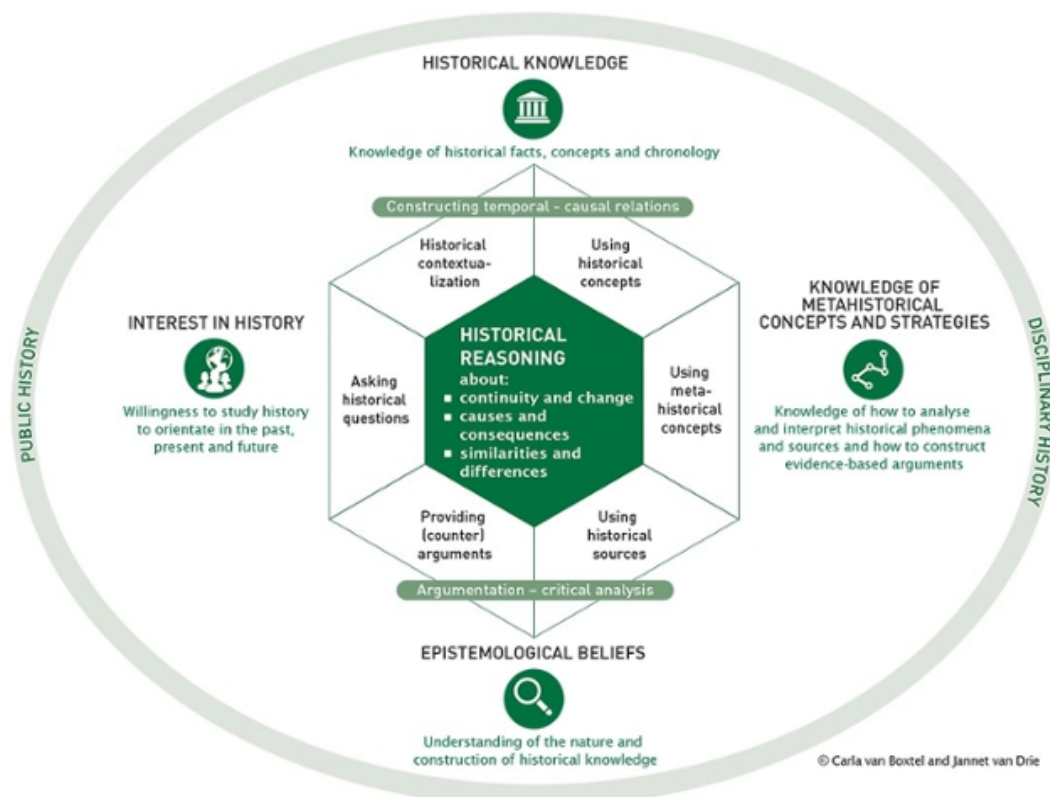 HISTORICAL KNOWLEDGE
Knowledge of historical facts, concepts and chronology
Constructing temporal – causal relations
Historical
contextua-
lization
Using
historical
concepts
INTEREST IN HISTORY
Willingness to study history
to orientate in the past,
present and future
Asking
historical
questions
HISTORICAL
REASONING
about:
▪ continuity and change
▪ causes and
consequences
▪ similarities and
differences
Using
meta-
historical
concepts
KNOWLEDGE OF
METAHISTORICAL
CONCEPTS AND STRATEGIES
Knowledge of how to analyse
and interpret historical phenomena
and sources and how to construct
evidence-based arguments
PUBLIC HISTORY
DISCIPLINARY HISTORY
Providing
(counter)
arguments
Using
historical
sources
Argumentation – critical analysis
EPISTEMOLOGICAL BELIEFS
Understanding of the nature and
construction of historical knowledge
© Carla van Boxtel and Jannet van Drie